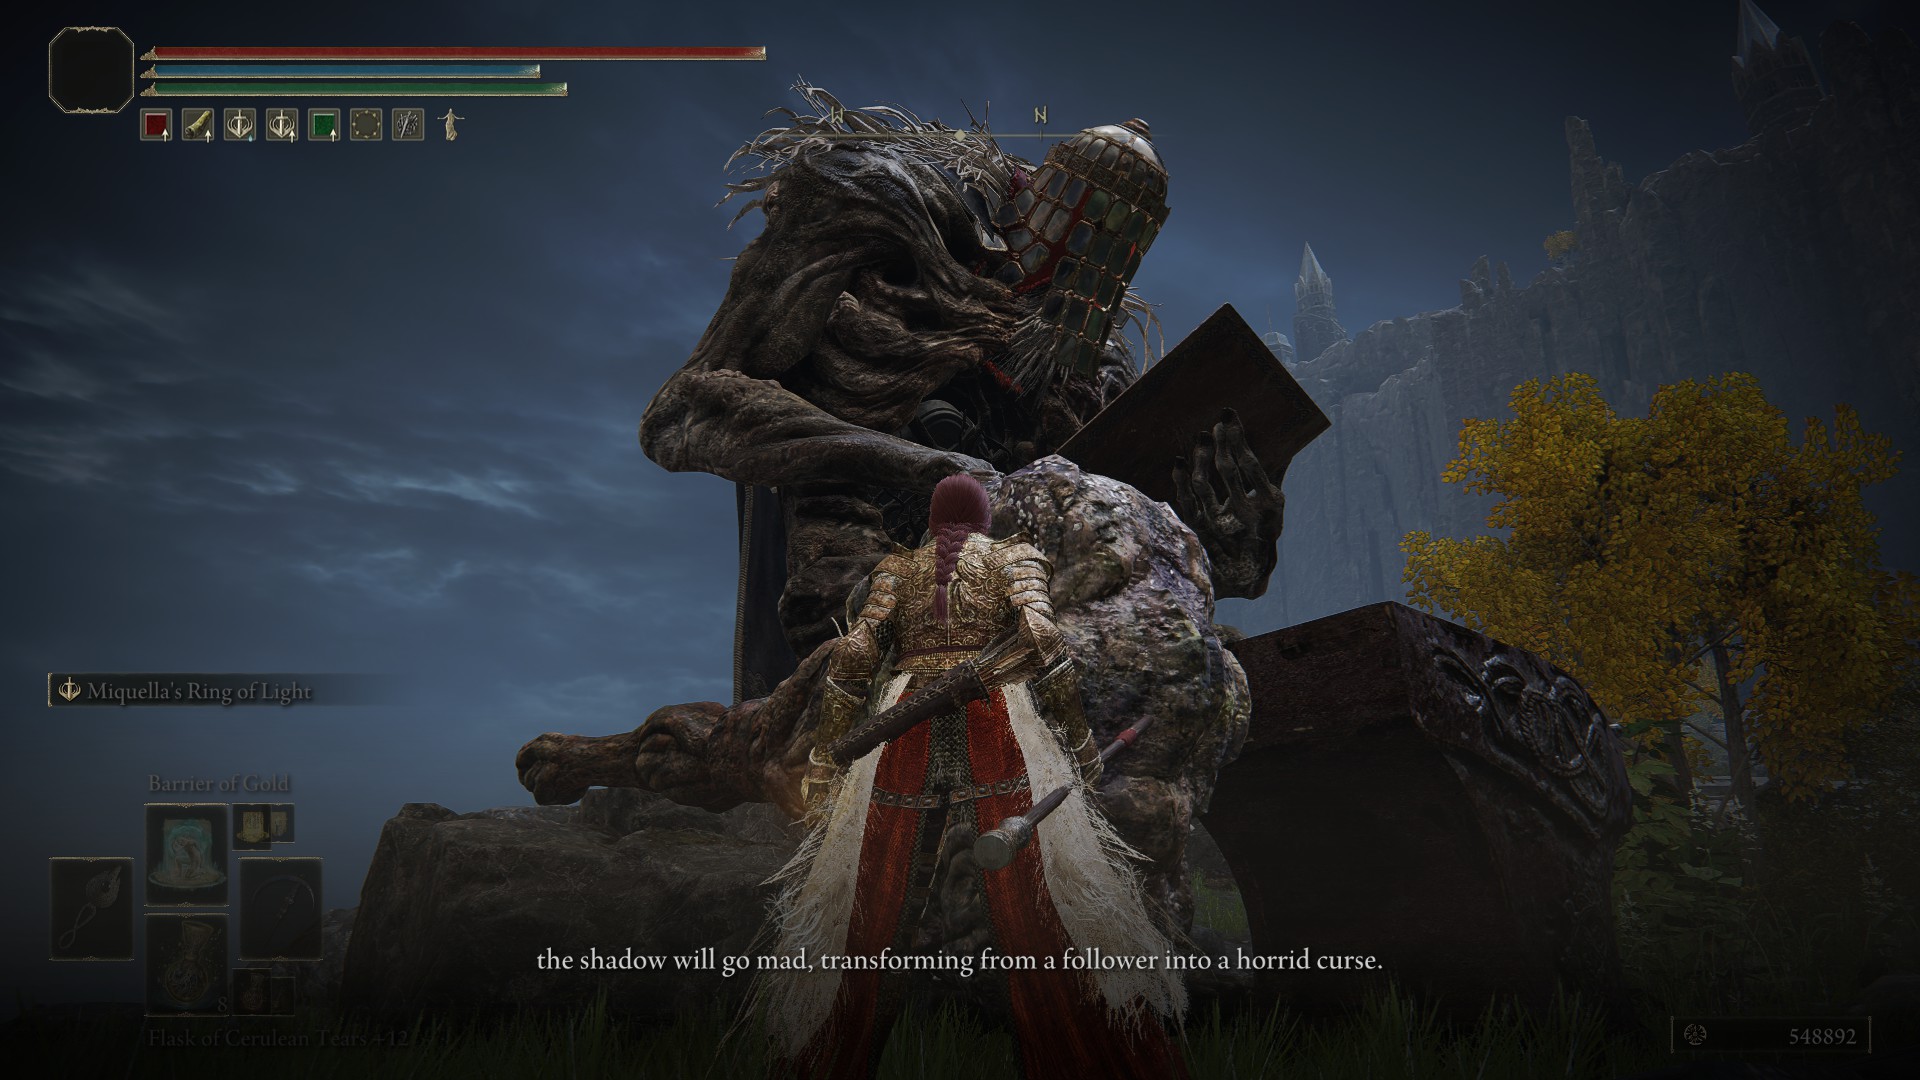 W N
Miquella's Ring of Light
Barrier of Gold
8
the shadow will go mad, transforming from a follower into a horrid curse.
Flask of Cerulean Tears +12
548892